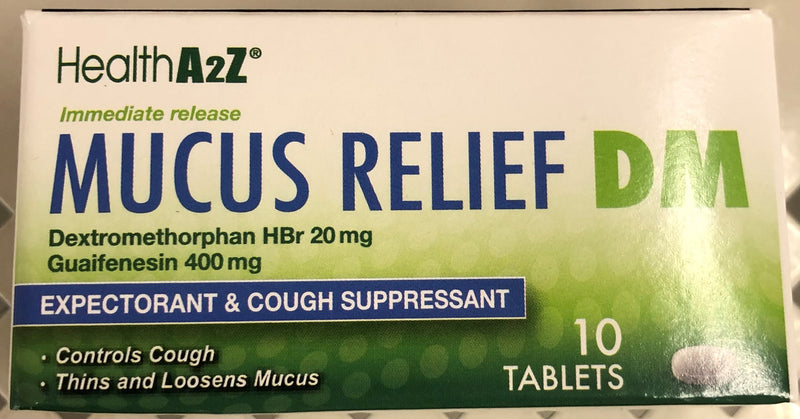 HealthA2Z®
Immediate release
MUCUS RELIEF DM
Dextromethorphan HBr 20 mg
Guaifenesin 400 mg
EXPECTORANT & COUGH SUPPRESSANT
· Controls Cough
· Thins and Loosens Mucus
10
TABLETS